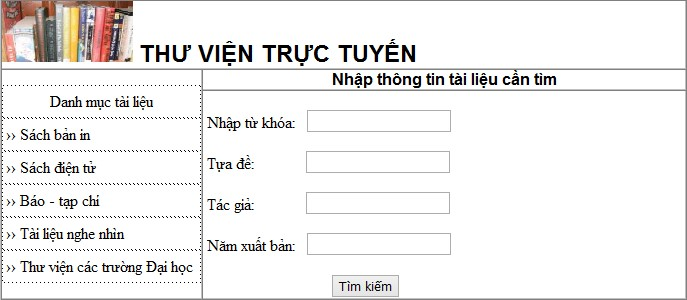 THƯ VIỆN TRỰC TUYẾN
Danh mục tài liệu
›› Sách bản in
›› Sách điện tử
›› Báo - tạp chí
›› Tài liệu nghe nhìn
›› Thư viện các trường Đại học
Nhập thông tin tài liệu cần tìm
Nhập từ khóa:
Tựa đề:
Tác giả:
Năm xuất bản:
Tìm kiếm